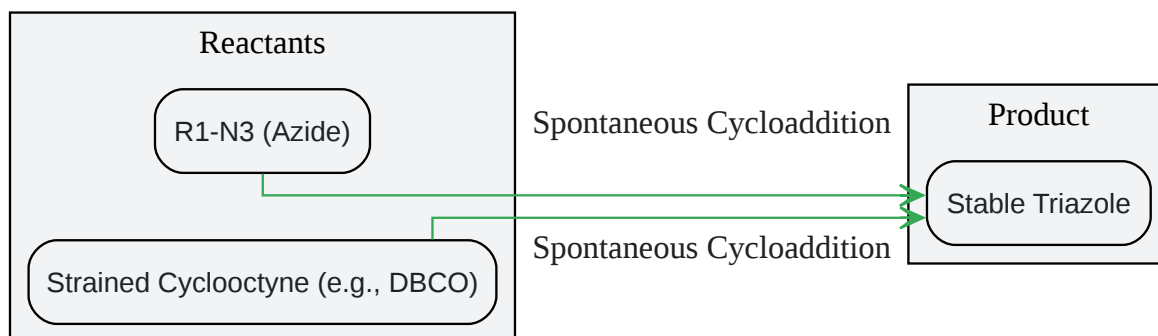 Reactants
R1-N3 (Azide)
Strained Cyclooctyne (e.g., DBCO)
Spontaneous Cycloaddition
Spontaneous Cycloaddition
Product
Stable Triazole